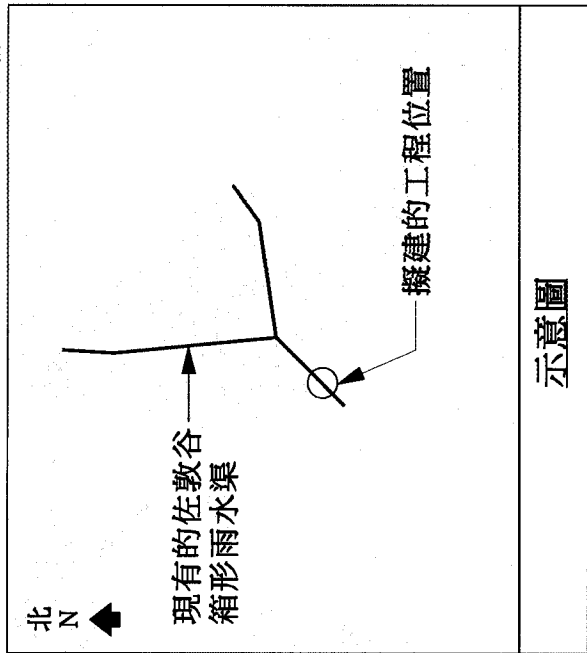 北
N
現有的佐敦谷
箱形雨水渠
擬建的工程位置
示意圖